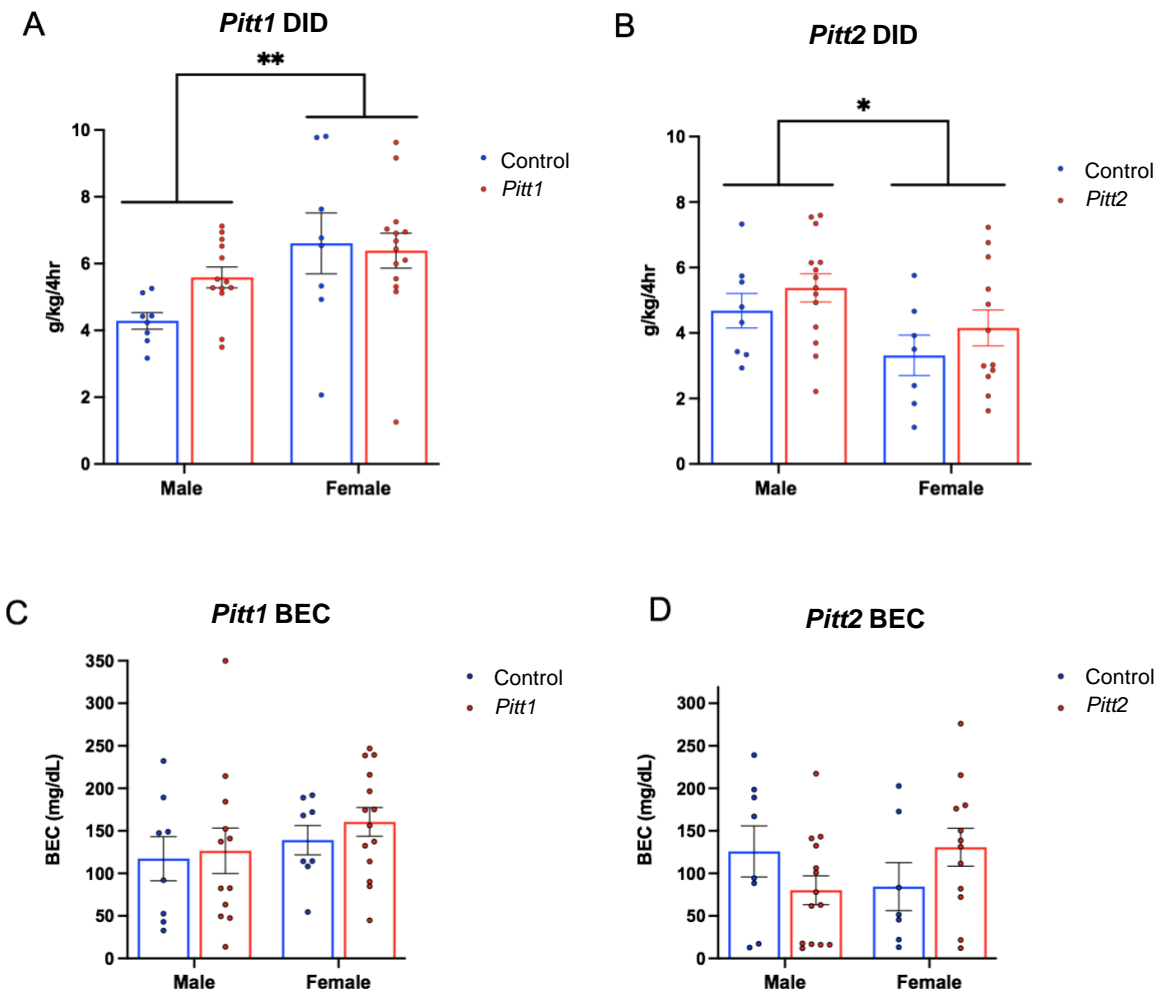 A
Pitt1 DID
**
10
8
6
4
2
0
g/kg/4hr
Male
Female
Control
Pitt1
B
Pitt2 DID
*
10
8
6
4
2
0
g/kg/4hr
Male
Female
Control
Pitt2
C
Pitt1 BEC
350
300
250
200
150
100
50
0
BEC (mg/dL)
Male
Female
Control
Pitt1
D
Pitt2 BEC
300
250
200
150
100
50
0
BEC (mg/dL)
Male
Female
Control
Pitt2